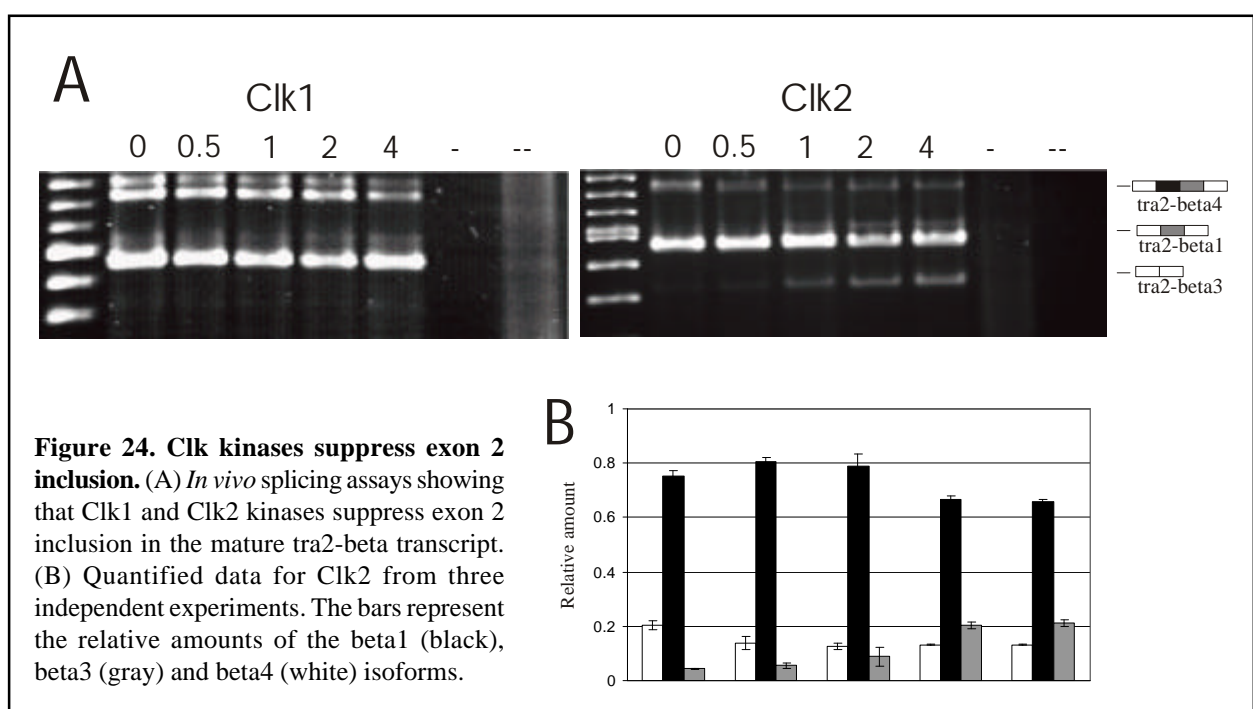 A
Clk1
Clk2
0 0.5 1 2 4 - --
0 0.5 1 2 4 - --
tra2-beta4
tra2-beta1
tra2-beta3
Figure 24. Clk kinases suppress exon 2
inclusion. (A) In vivo splicing assays showing
that Clk1 and Clk2 kinases suppress exon 2
inclusion in the mature tra2-beta transcript.
(B) Quantified data for Clk2 from three
independent experiments. The bars represent
the relative amounts of the beta1 (black),
beta3 (gray) and beta4 (white) isoforms.
B
Relative amount
1
0.8
0.6
0.4
0.2
0